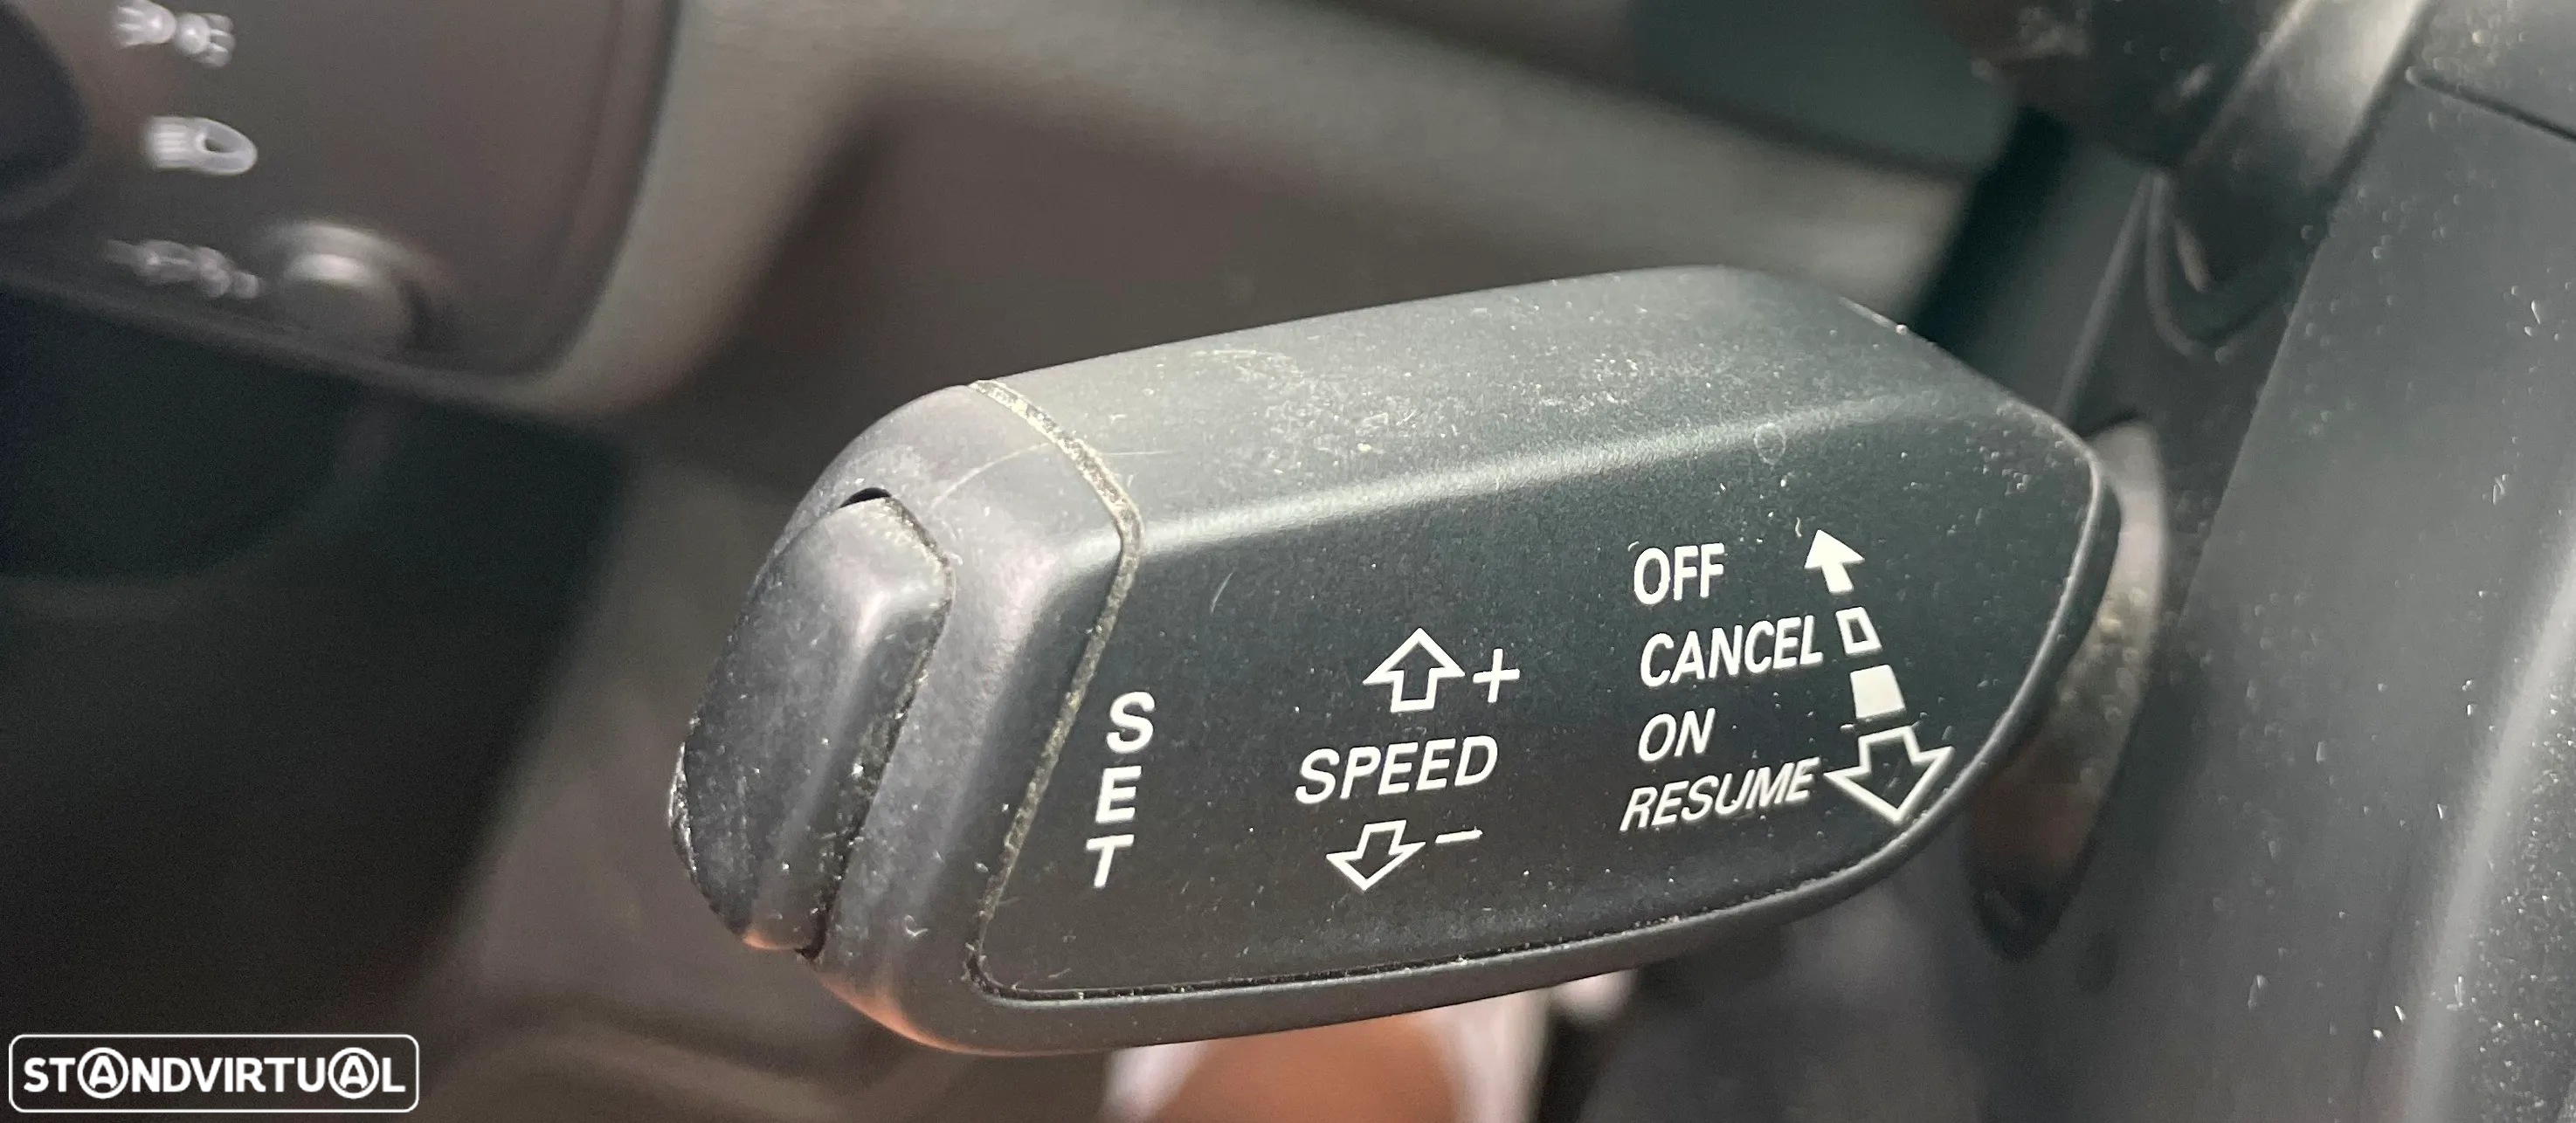 OFF
CANCEL
ON
RESUME
+
SPEED
-
SET
STANDVIRTUAL